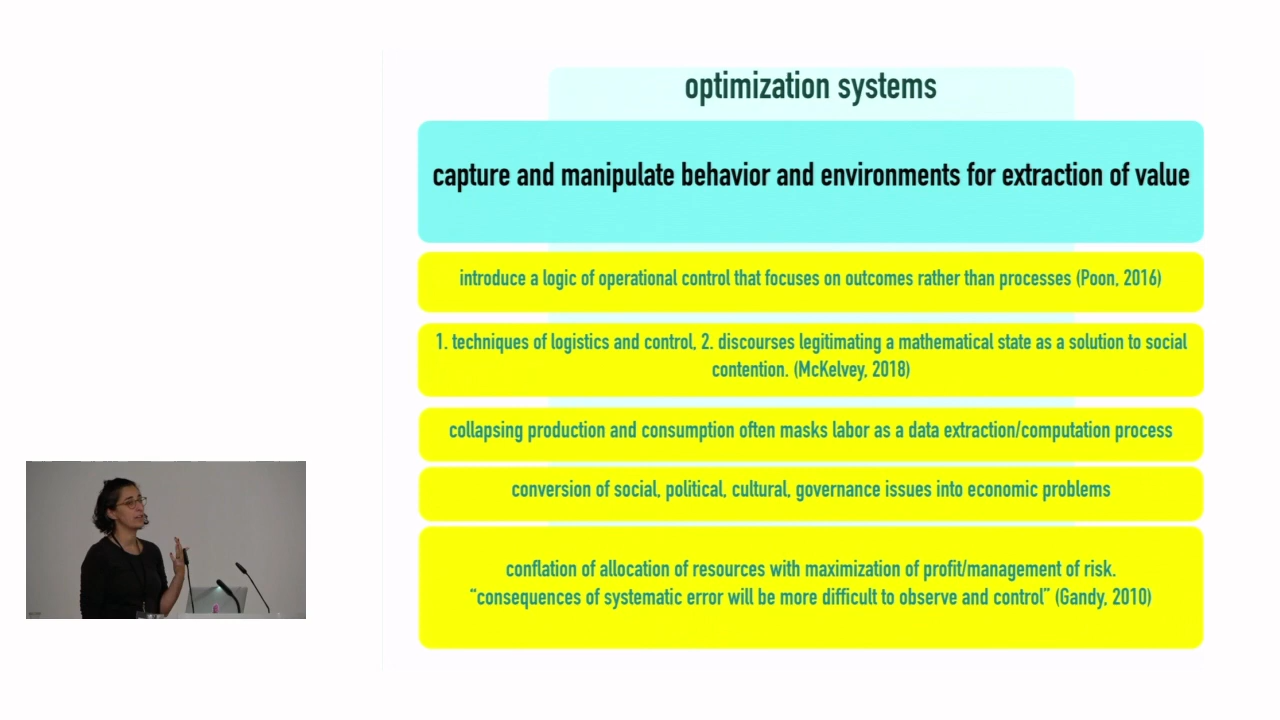 optimization systems
capture and manipulate behavior and environments for extraction of value
introduce a logic of operational control that focuses on outcomes rather than processes (Poon, 2016)
1. techniques of logistics and control, 2. discourses legitimating a mathematical state as a solution to social
contention. (McKelvey, 2018)
collapsing production and consumption often masks labor as a data extraction/computation process
conversion of social, political, cultural, governance issues into economic problems
conflation of allocation of resources with maximization of profit/management of risk.
“consequences of systematic error will be more difficult to observe and control” (Gandy, 2010)